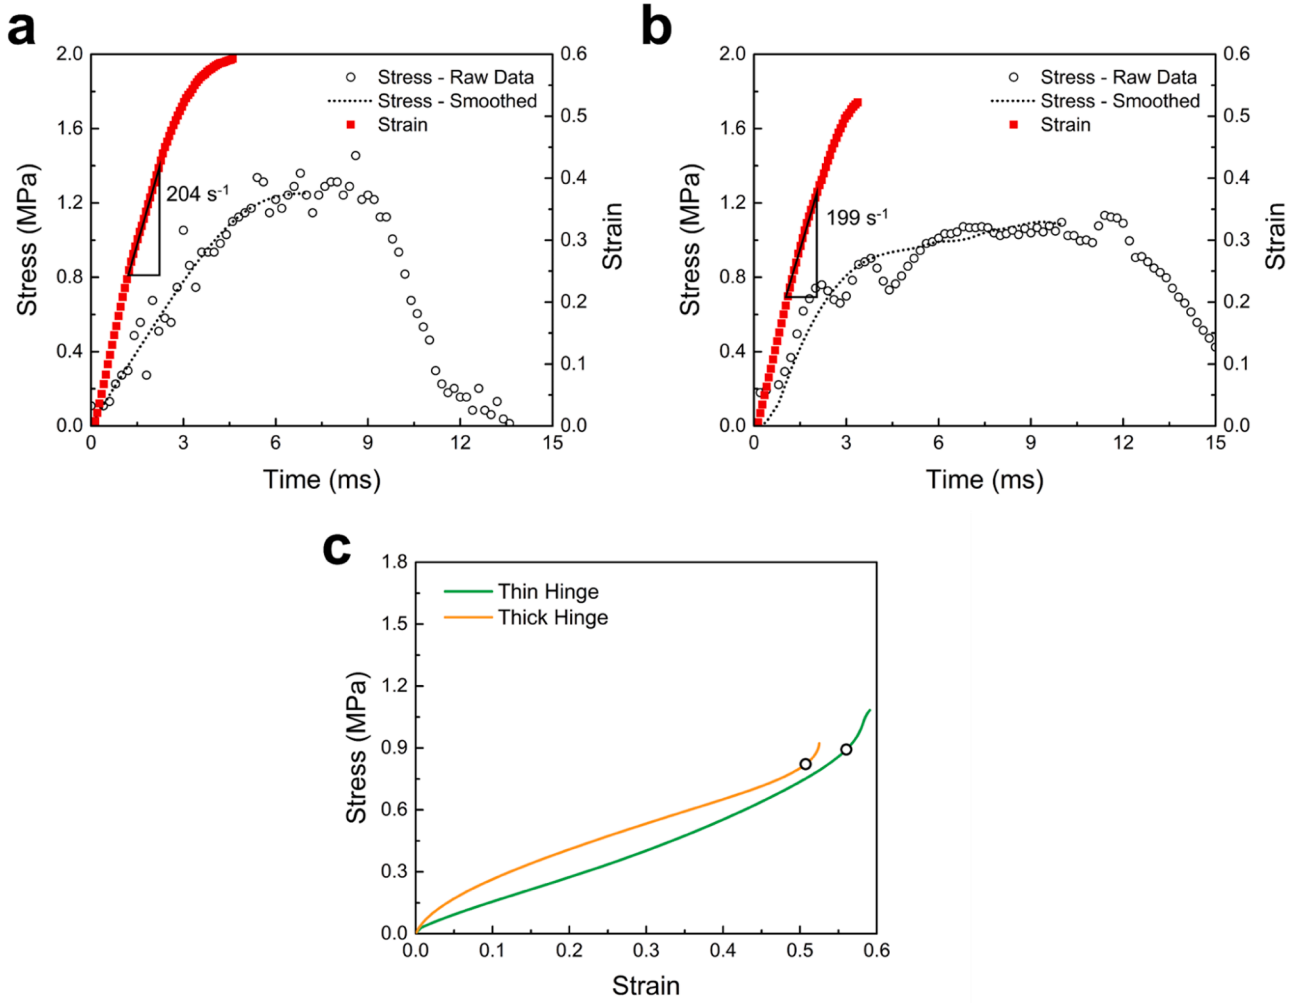 a
2.0
1.6
1.2
0.8
0.4
0.0
Stress (MPa)
0 3 6 9 12 15
Time (ms)
0.6
0.5
0.4
0.3
0.2
0.1
0.0
Strain
Stress - Raw Data
Stress - Smoothed
Strain
204 s⁻¹
b
2.0
1.6
1.2
0.8
0.4
0.0
Stress (MPa)
0 3 6 9 12 15
Time (ms)
0.6
0.5
0.4
0.3
0.2
0.1
0.0
Strain
Stress - Raw Data
Stress - Smoothed
Strain
199 s⁻¹
c
1.8
1.5
1.2
0.9
0.6
0.3
0.0
Stress (MPa)
Thin Hinge
Thick Hinge
0.0 0.1 0.2 0.3 0.4 0.5 0.6
Strain